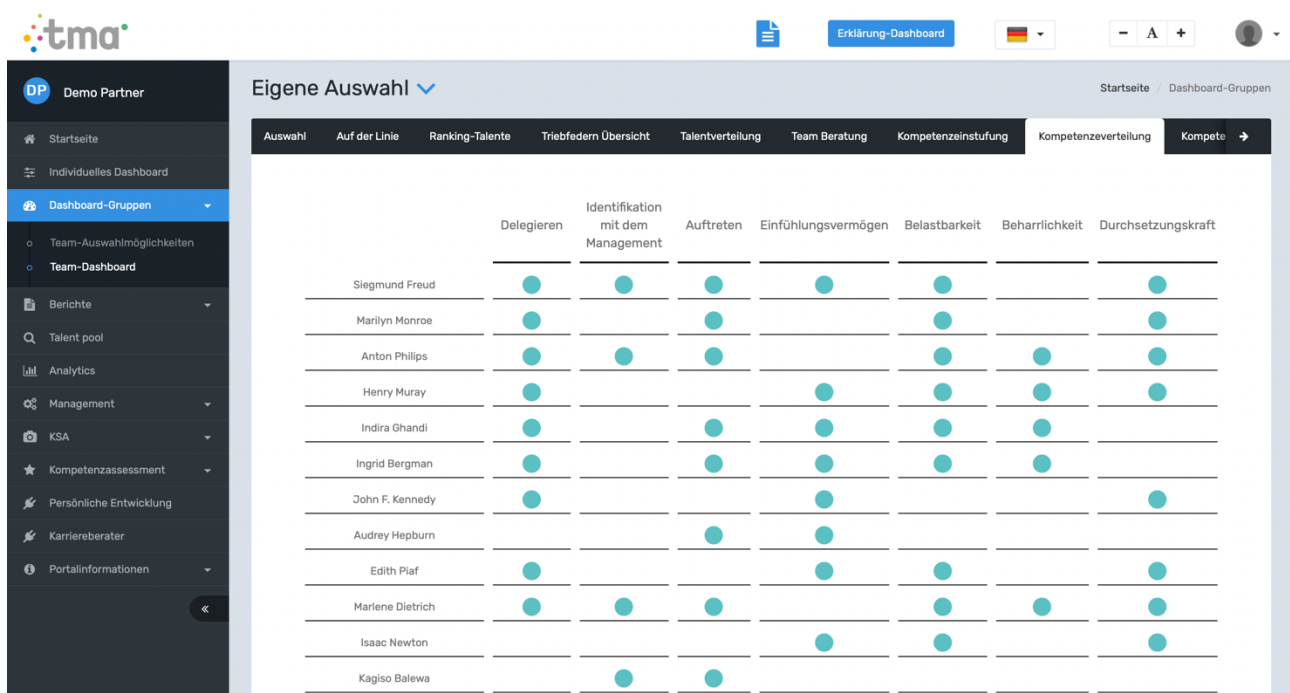 tma
Erklärung-Dashboard
- A +
DP Demo Partner
Eigene Auswahl
Startseite / Dashboard-Gruppen
Startseite
Individuelles Dashboard
Dashboard-Gruppen
Team-Auswahlmöglichkeiten
Team-Dashboard
Berichte
Talent pool
Analytics
Management
KSA
Kompetenzassessment
Persönliche Entwicklung
Karriereberater
Portalinformationen
Auswahl Auf der Linie Ranking-Talente Triebfedern Übersicht Talentverteilung Team Beratung Kompetenzeinstufung Kompetenzeverteilung Kompete
Delegieren
Identifikation
mit dem
Management
Auftreten
Einfühlungsvermögen
Belastbarkeit
Beharrlichkeit
Durchsetzungskraft
Siegmund Freud
Marilyn Monroe
Anton Philips
Henry Muray
Indira Ghandi
Ingrid Bergman
John F. Kennedy
Audrey Hepburn
Edith Piaf
Marlene Dietrich
Isaac Newton
Kagiso Balewa